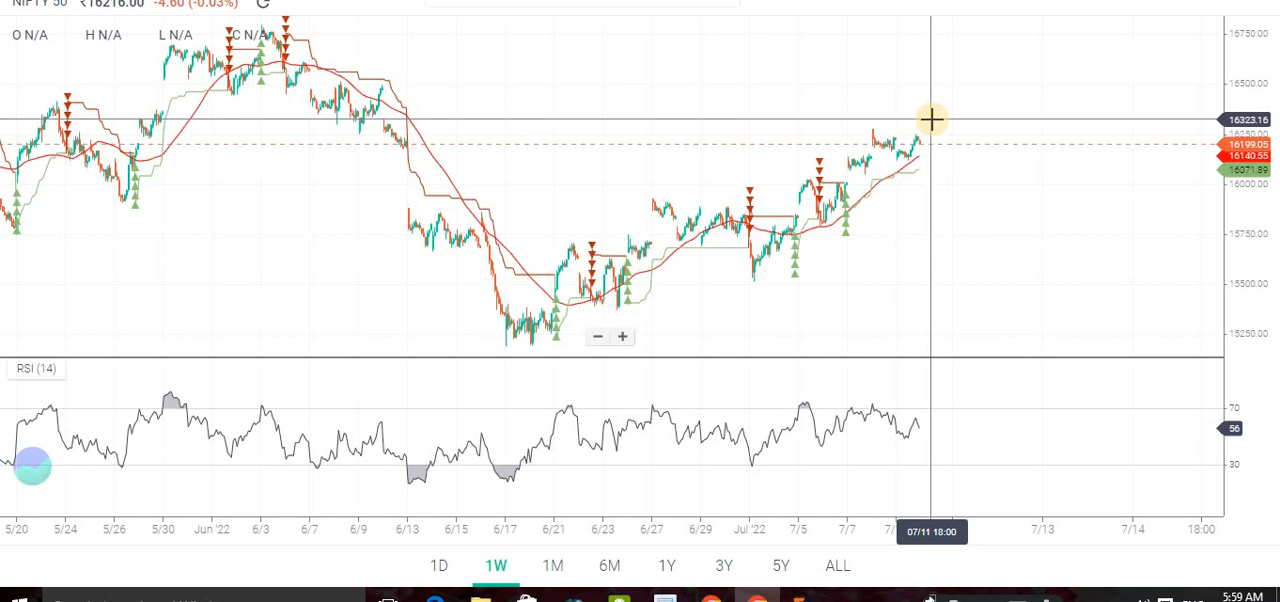 NIFTY 50 ₹16216.00 -4.60 (-0.03%)
O N/A H N/A L N/A C N/A
16750.00
16500.00
16323.16
16250.00
16199.05
16140.55
16071.89
16000.00
15750.00
15500.00
15250.00
− +
RSI (14)
70
56
30
5/20 5/24 5/26 5/30 Jun '22 6/3 6/7 6/9 6/13 6/15 6/17 6/21 6/23 6/27 6/29 Jul '22 7/5 7/7 07/11 18:00 7/13 7/14 18:00
1D 1W 1M 6M 1Y 3Y 5Y ALL
5:59 AM